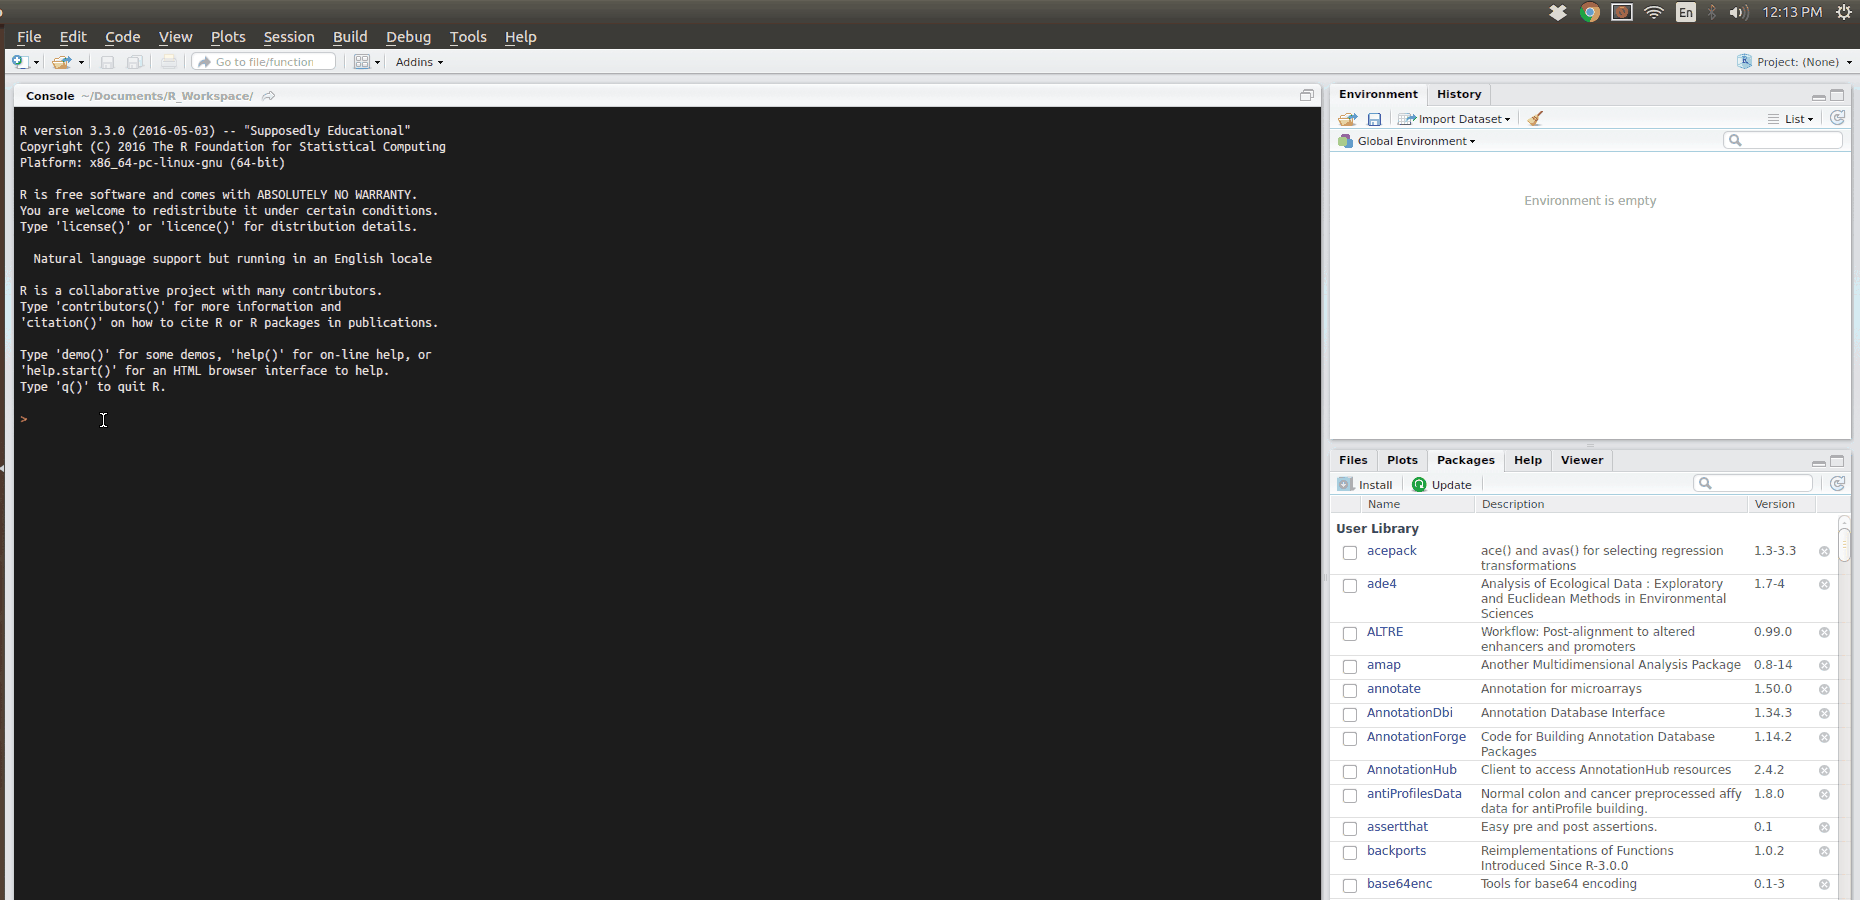 En
12:13 PM
File Edit Code View Plots Session Build Debug Tools Help
Go to file/function
Addins
Project: (None)
Console ~/Documents/R_Workspace/
R version 3.3.0 (2016-05-03) -- "Supposedly Educational"
Copyright (C) 2016 The R Foundation for Statistical Computing
Platform: x86_64-pc-linux-gnu (64-bit)
R is free software and comes with ABSOLUTELY NO WARRANTY.
You are welcome to redistribute it under certain conditions.
Type 'license()' or 'licence()' for distribution details.
Natural language support but running in an English locale
R is a collaborative project with many contributors.
Type 'contributors()' for more information and
'citation()' on how to cite R or R packages in publications.
Type 'demo()' for some demos, 'help()' for on-line help, or
'help.start()' for an HTML browser interface to help.
Type 'q()' to quit R.
>
Environment History
Import Dataset
List
Global Environment
Environment is empty
Files Plots Packages Help Viewer
Install Update
Name Description Version
User Library
acepack ace() and avas() for selecting regression 1.3-3.3
transformations
ade4 Analysis of Ecological Data : Exploratory 1.7-4
and Euclidean Methods in Environmental
Sciences
ALTRE Workflow: Post-alignment to altered 0.99.0
enhancers and promoters
amap Another Multidimensional Analysis Package 0.8-14
annotate Annotation for microarrays 1.50.0
AnnotationDbi Annotation Database Interface 1.34.3
AnnotationForge Code for Building Annotation Database 1.14.2
Packages
AnnotationHub Client to access AnnotationHub resources 2.4.2
antiProfilesData Normal colon and cancer preprocessed affy 1.8.0
data for antiProfile building.
assertthat Easy pre and post assertions. 0.1
backports Reimplementations of Functions 1.0.2
Introduced Since R-3.0.0
base64enc Tools for base64 encoding 0.1-3